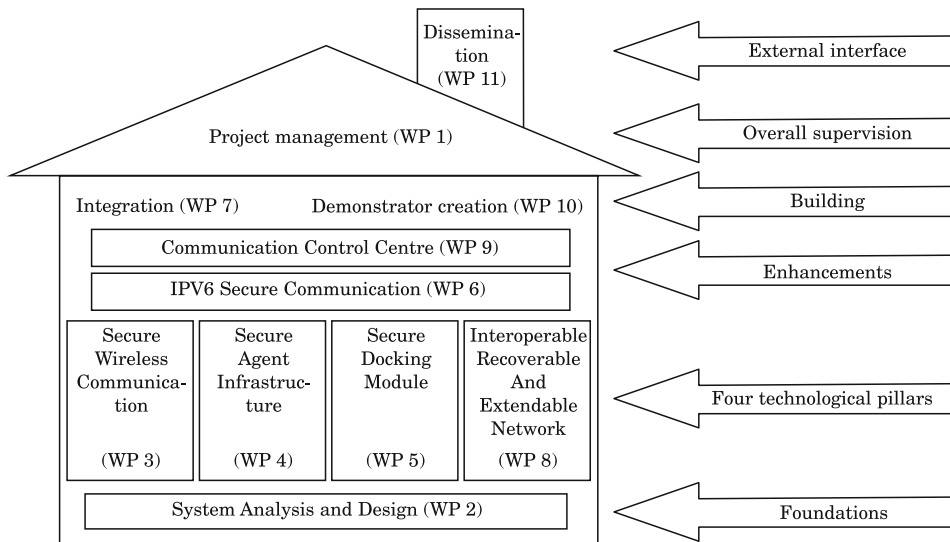 Dissemina-
tion
(WP 11)
External interface
Project management (WP 1)
Overall supervision
Integration (WP 7)
Demonstrator creation (WP 10)
Building
Communication Control Centre (WP 9)
Enhancements
IPV6 Secure Communication (WP 6)
Secure
Wireless
Communica-
tion
(WP 3)
Secure
Agent
Infrastruc-
ture
(WP 4)
Secure
Docking
Module
(WP 5)
Interoperable
Recoverable
And
Extendable
Network
(WP 8)
Four technological pillars
System Analysis and Design (WP 2)
Foundations